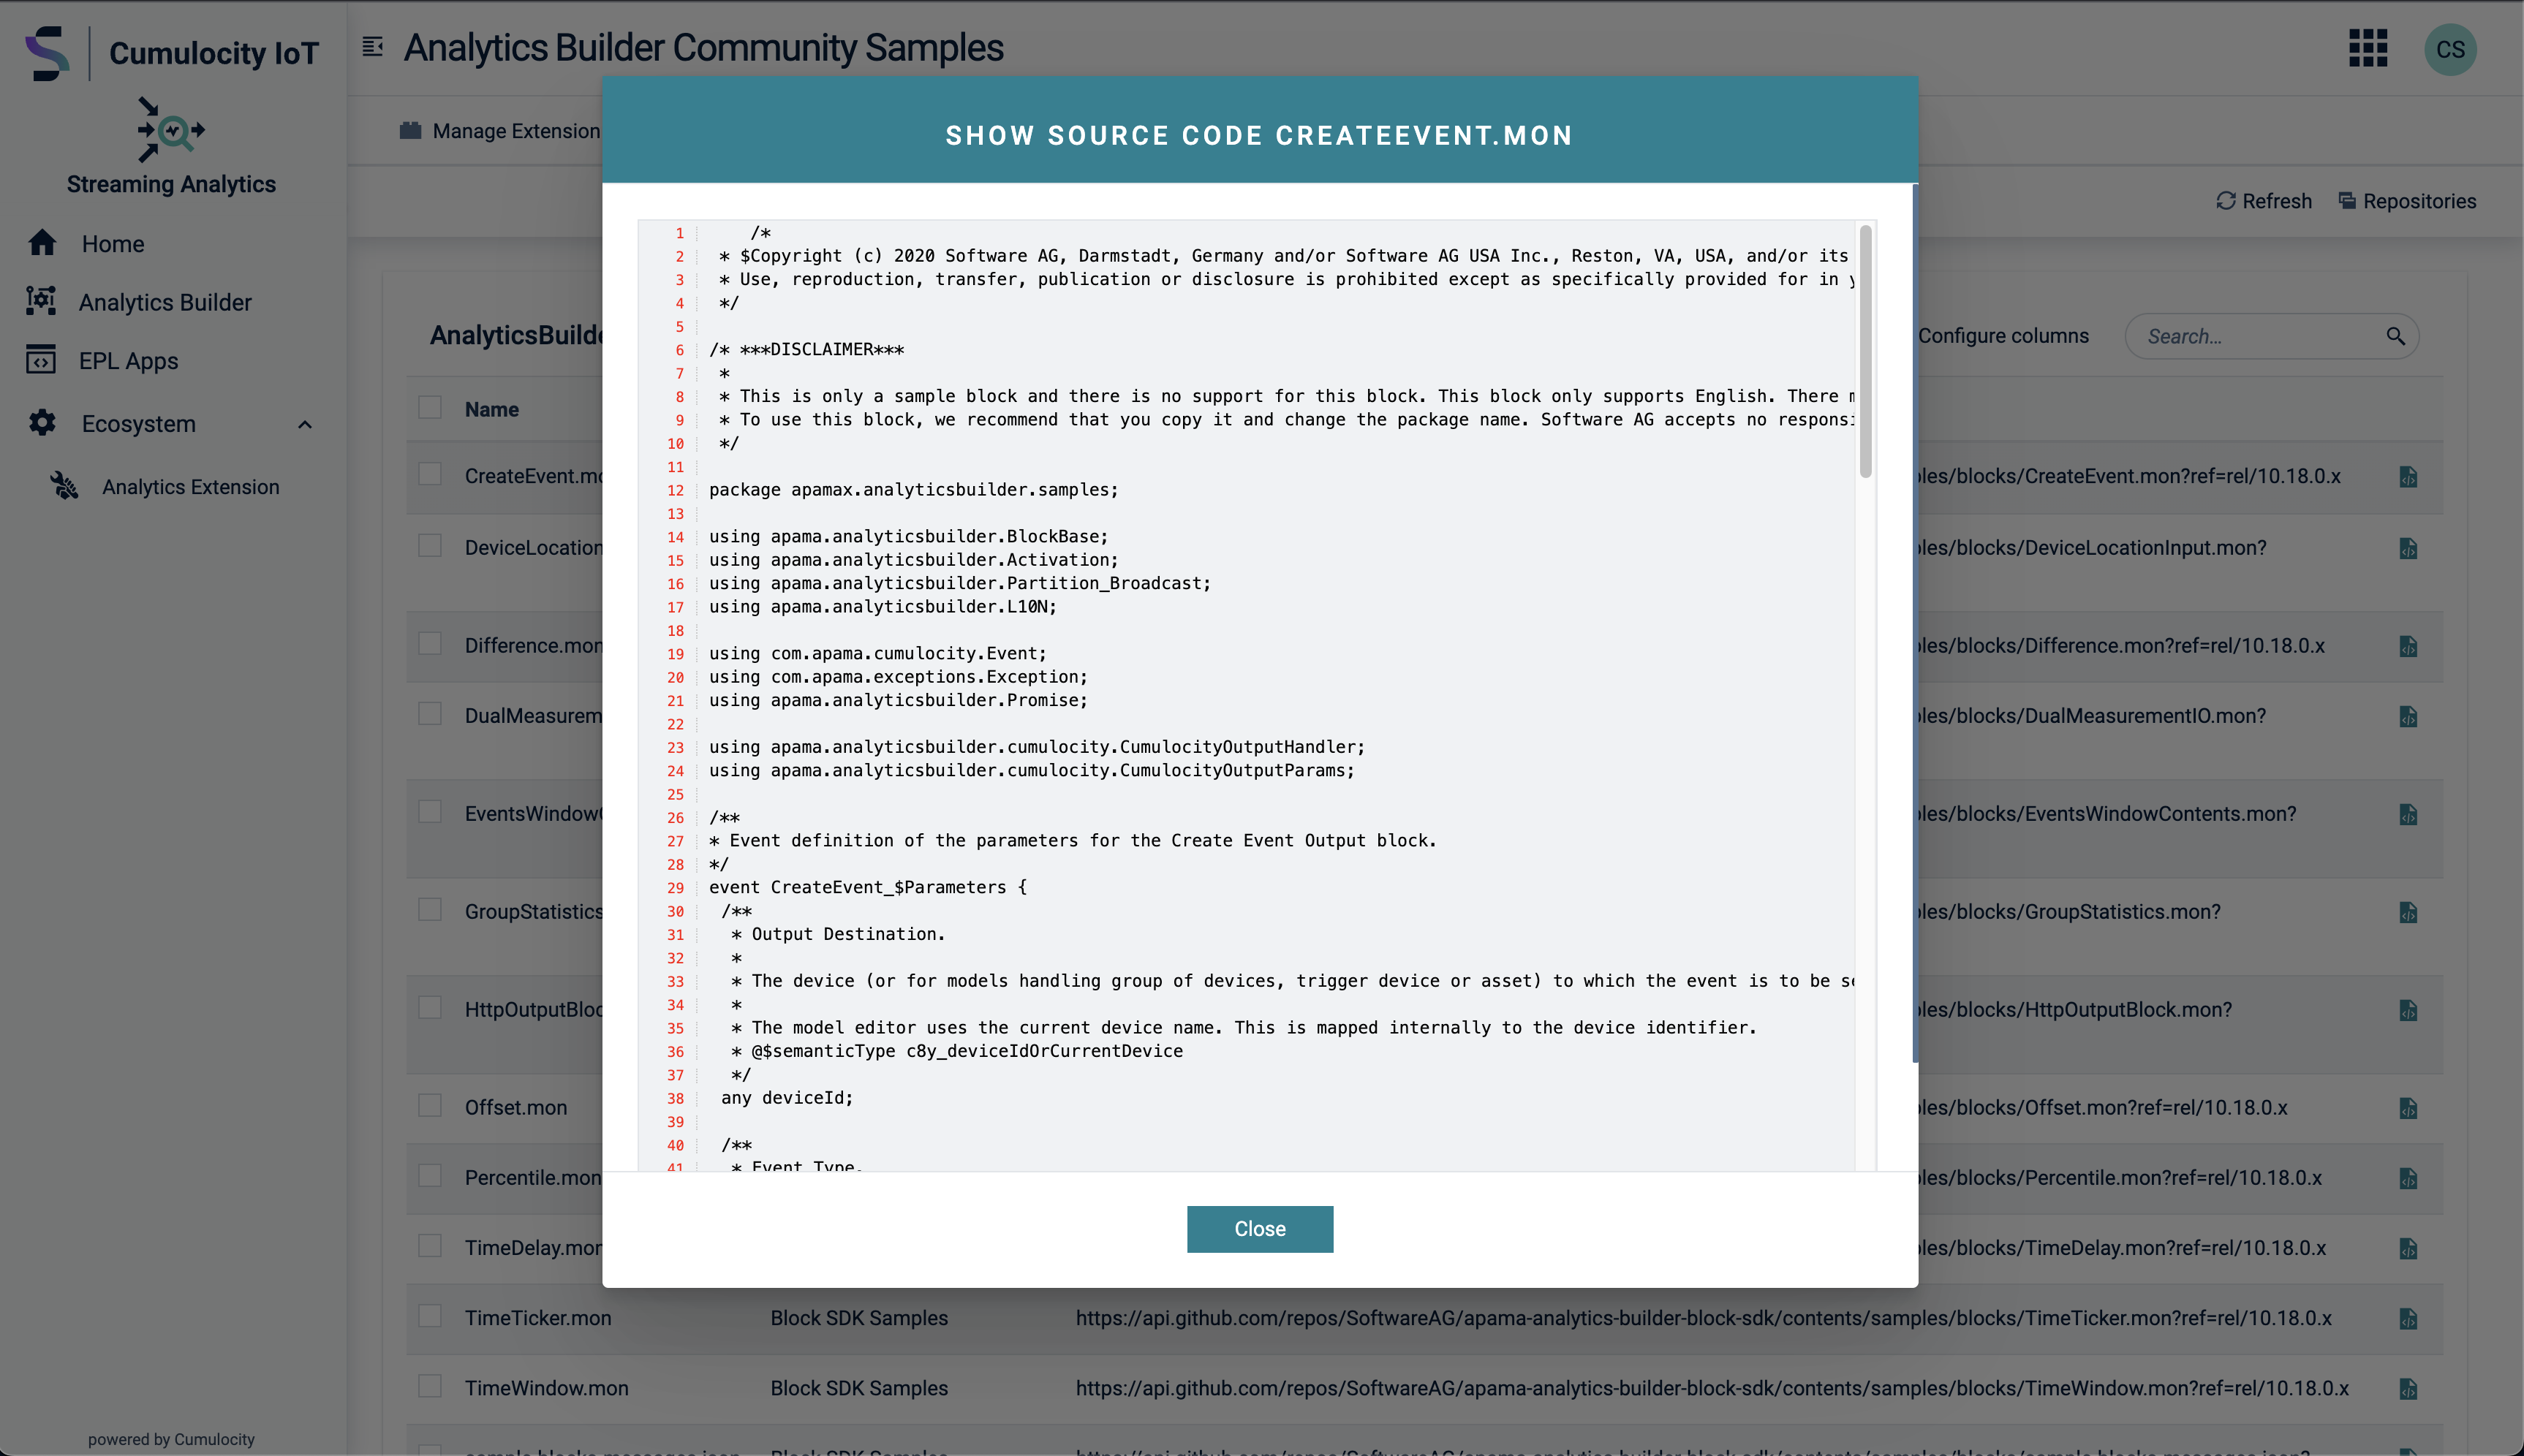 Cumulocity IoT
Streaming Analytics
Home
Analytics Builder
EPL Apps
Ecosystem
Analytics Extension
powered by Cumulocity
Analytics Builder Community Samples
CS
Manage Extension
Refresh
Repositories
AnalyticsBuilde
Configure columns
Search...
Name
CreateEvent.mo
les/blocks/CreateEvent.mon?ref=rel/10.18.0.x
DeviceLocation
les/blocks/DeviceLocationInput.mon?
Difference.mon
les/blocks/Difference.mon?ref=rel/10.18.0.x
DualMeasurem
les/blocks/DualMeasurementIO.mon?
EventsWindow
les/blocks/EventsWindowContents.mon?
GroupStatistics
les/blocks/GroupStatistics.mon?
HttpOutputBloc
les/blocks/HttpOutputBlock.mon?
Offset.mon
les/blocks/Offset.mon?ref=rel/10.18.0.x
Percentile.mon
les/blocks/Percentile.mon?ref=rel/10.18.0.x
TimeDelay.mon
les/blocks/TimeDelay.mon?ref=rel/10.18.0.x
TimeTicker.mon Block SDK Samples https://api.github.com/repos/SoftwareAG/apama-analytics-builder-block-sdk/contents/samples/blocks/TimeTicker.mon?ref=rel/10.18.0.x
TimeWindow.mon Block SDK Samples https://api.github.com/repos/SoftwareAG/apama-analytics-builder-block-sdk/contents/samples/blocks/TimeWindow.mon?ref=rel/10.18.0.x
SHOW SOURCE CODE CREATEEVENT.MON
1 /*
2 * $Copyright (c) 2020 Software AG, Darmstadt, Germany and/or Software AG USA Inc., Reston, VA, USA, and/or its
3 * Use, reproduction, transfer, publication or disclosure is prohibited except as specifically provided for in y
4 */
5
6 /* ***DISCLAIMER***
7 *
8 * This is only a sample block and there is no support for this block. This block only supports English. There m
9 * To use this block, we recommend that you copy it and change the package name. Software AG accepts no responsi
10 */
11
12 package apamax.analyticsbuilder.samples;
13
14 using apama.analyticsbuilder.BlockBase;
15 using apama.analyticsbuilder.Activation;
16 using apama.analyticsbuilder.Partition_Broadcast;
17 using apama.analyticsbuilder.L10N;
18
19 using com.apama.cumulocity.Event;
20 using com.apama.exceptions.Exception;
21 using apama.analyticsbuilder.Promise;
22
23 using apama.analyticsbuilder.cumulocity.CumulocityOutputHandler;
24 using apama.analyticsbuilder.cumulocity.CumulocityOutputParams;
25
26 /**
27 * Event definition of the parameters for the Create Event Output block.
28 */
29 event CreateEvent_$Parameters {
30 /**
31 * Output Destination.
32 *
33 * The device (or for models handling group of devices, trigger device or asset) to which the event is to be se
34 *
35 * The model editor uses the current device name. This is mapped internally to the device identifier.
36 * @$semanticType c8y_deviceIdOrCurrentDevice
37 */
38 any deviceId;
39
40 /**
41 * Event Type.
Close